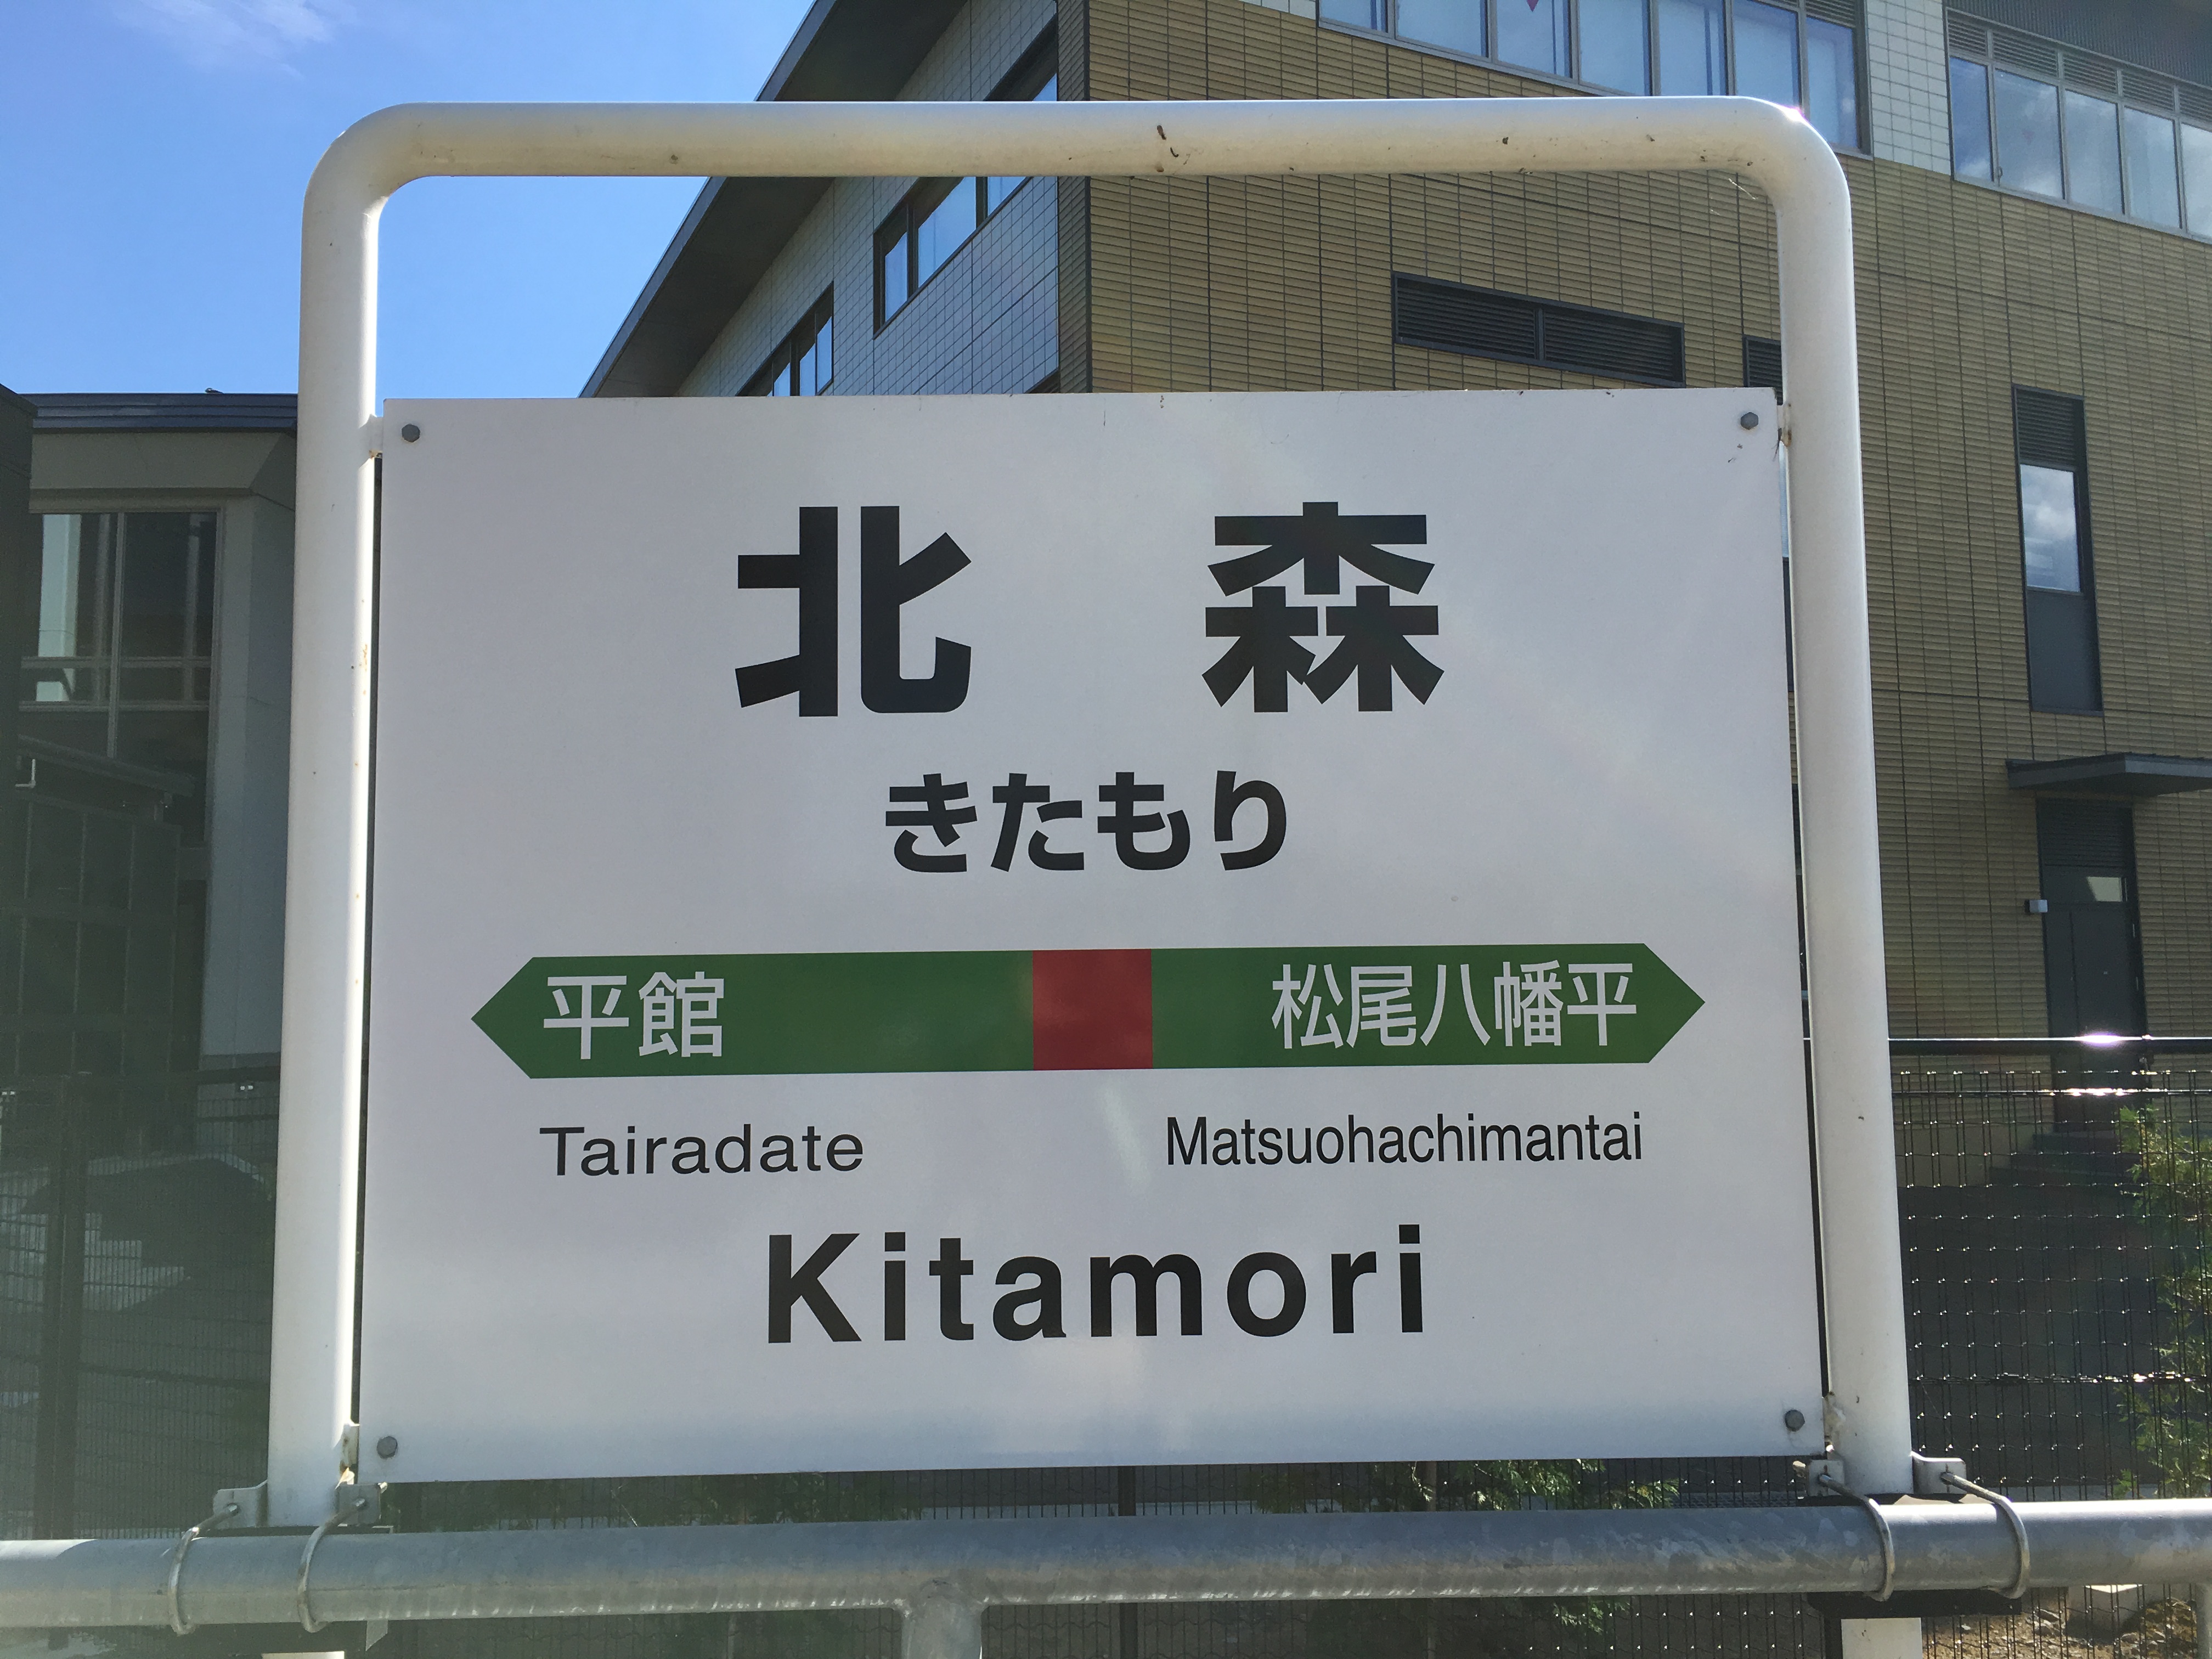 北 森
きたもり
平館 松尾八幡平
Tairadate Matsuohachimantai
Kitamori